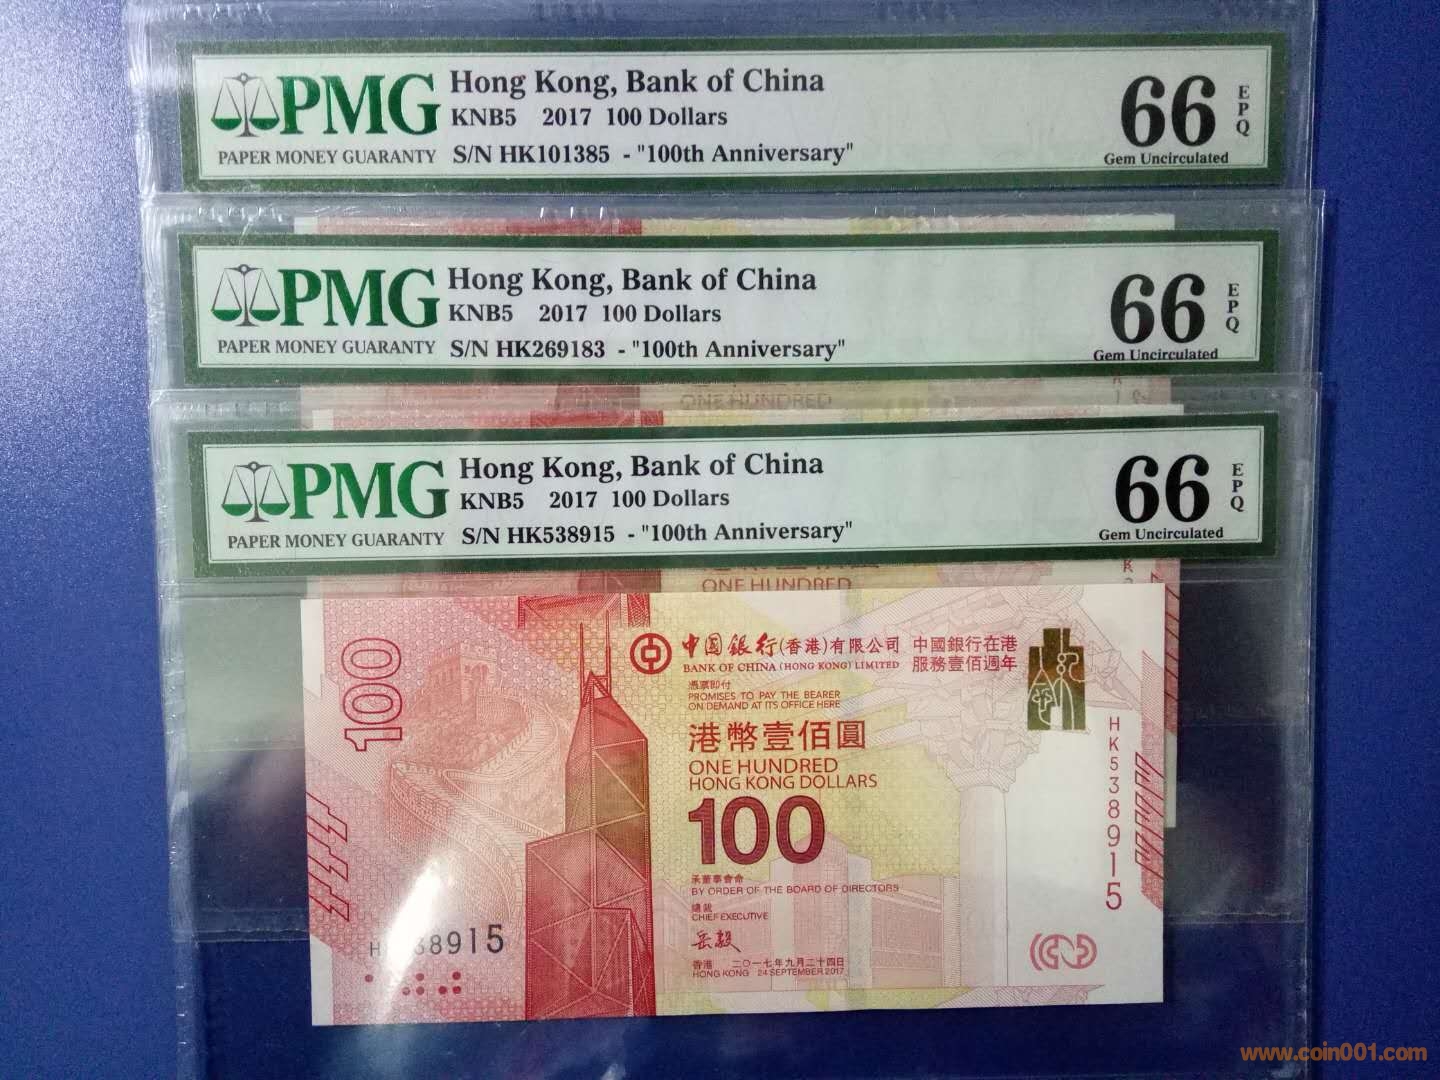 PMG
PAPER MONEY GUARANTY
Hong Kong, Bank of China
KNB5 2017 100 Dollars
S/N HK101385 - "100th Anniversary"
66
EPQ
Gem Uncirculated
PMG
PAPER MONEY GUARANTY
Hong Kong, Bank of China
KNB5 2017 100 Dollars
S/N HK269183 - "100th Anniversary"
66
EPQ
Gem Uncirculated
ONE HUNDRED
PMG
PAPER MONEY GUARANTY
Hong Kong, Bank of China
KNB5 2017 100 Dollars
S/N HK538915 - "100th Anniversary"
66
EPQ
Gem Uncirculated
ONE HUNDRED
100
中國銀行(香港)有限公司
BANK OF CHINA (HONG KONG) LIMITED
中國銀行在港
服務壹佰週年
憑票即付
PROMISES TO PAY THE BEARER
ON DEMAND AT ITS OFFICE HERE
港幣壹佰圓
ONE HUNDRED
HONG KONG DOLLARS
100
承董事會命
BY ORDER OF THE BOARD OF DIRECTORS
總裁
CHIEF EXECUTIVE
岳毅
香港 二〇一七年九月二十四日
HONG KONG 24 SEPTEMBER 2017
HK538915
38915
www.coin001.com